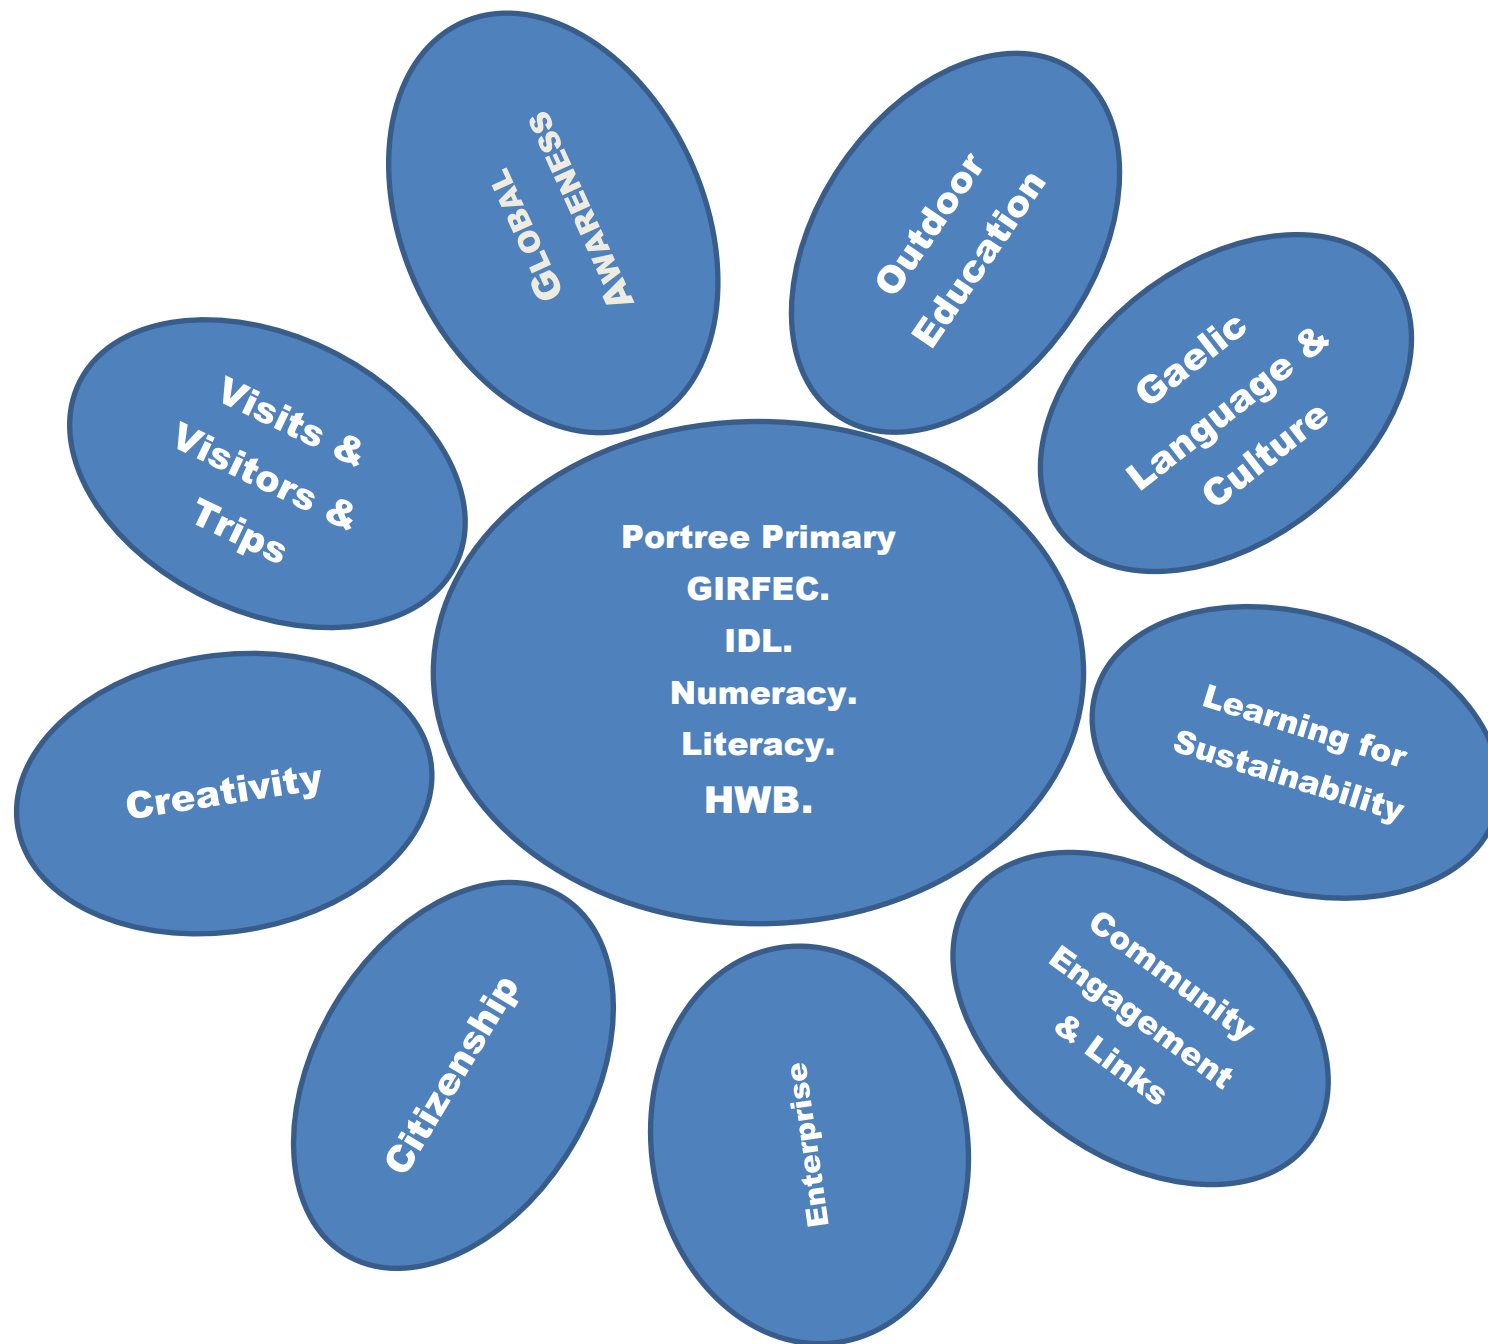 GLOBAL
AWARENESS
Outdoor
Education
Gaelic
Language &
Culture
Visits &
Visitors &
Trips
Portree Primary
GIRFEC.
IDL.
Numeracy.
Literacy.
HWB.
Learning for
Sustainability
Creativity
Community
Engagement
& Links
Citizenship
Enterprise